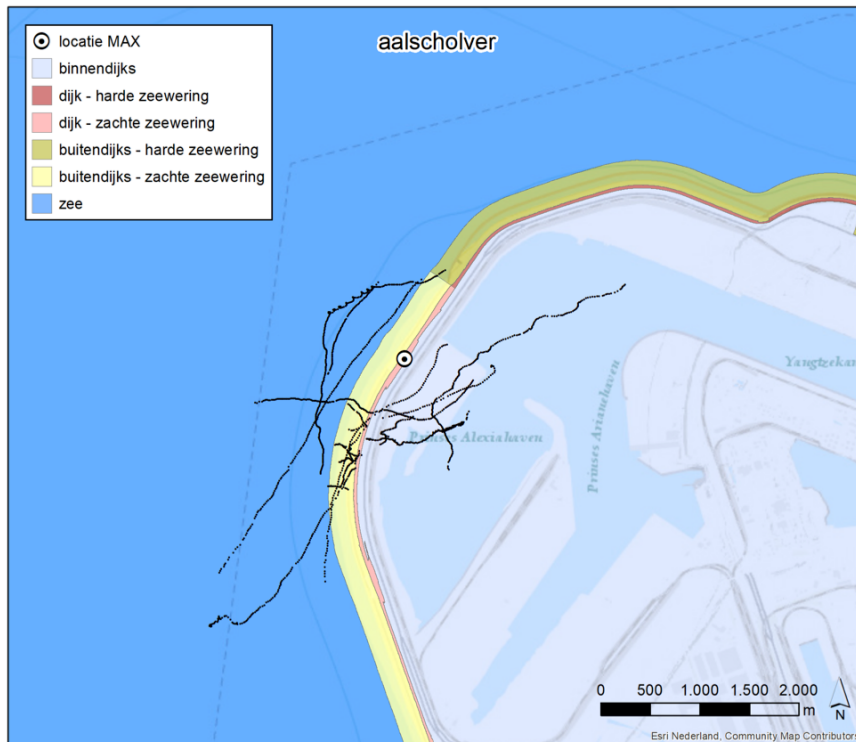 aalscholver
locatie MAX
binnendijks
dijk - harde zeewering
dijk - zachte zeewering
buitendijks - harde zeewering
buitendijks - zachte zeewering
zee
Yangtzekan
Prinses Arianehaven
Prinses Alexiahaven
0 500 1.000 1.500 2.000
m
N
Esri Nederland, Community Map Contributors